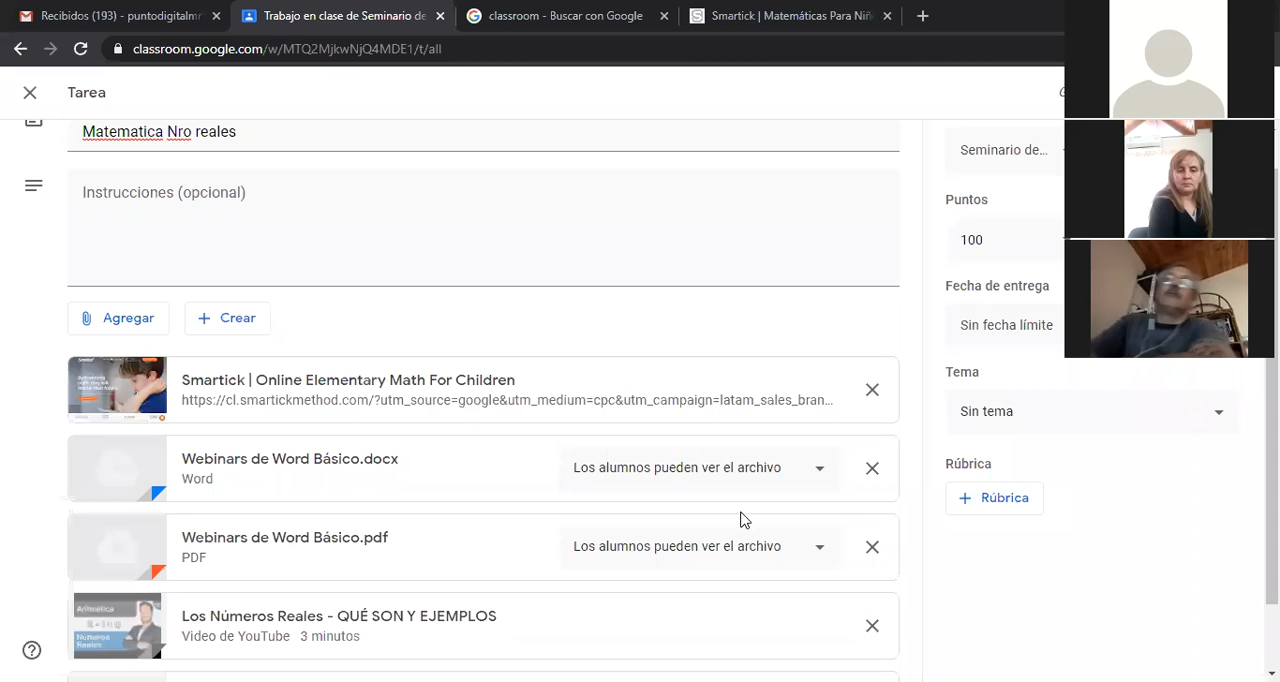 Recibidos (193) - puntodigitalmr
Trabajo en clase de Seminario de
classroom - Buscar con Google
Smartick | Matemáticas Para Niñ
classroom.google.com/w/MTQ2MjkwNjQ4MDE1/t/all
Tarea
Matematica Nro reales
Seminario de...
Instrucciones (opcional)
Puntos
100
Fecha de entrega
Agregar
Crear
Sin fecha límite
Smartick | Online Elementary Math For Children
https://cl.smartickmethod.com/?utm_source=google&utm_medium=cpc&utm_campaign=latam_sales_bran...
Tema
Sin tema
Webinars de Word Básico.docx
Word
Los alumnos pueden ver el archivo
Rúbrica
Rúbrica
Webinars de Word Básico.pdf
PDF
Los alumnos pueden ver el archivo
Aritmética
Números
Reales
Los Números Reales - QUÉ SON Y EJEMPLOS
Video de YouTube 3 minutos